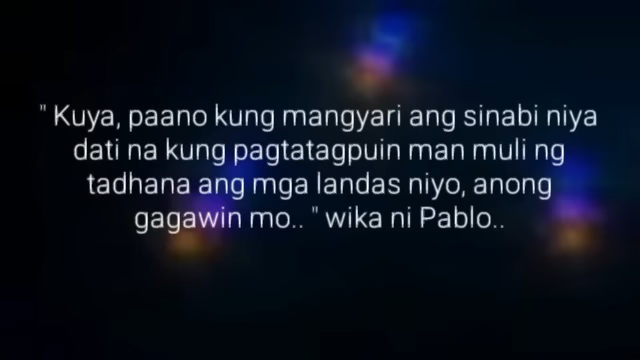 " Kuya, paano kung mangyari ang sinabi niya
dati na kung pagtatagpuin man muli ng
tadhana ang mga landas niyo, anong
gagawin mo.. " wika ni Pablo..